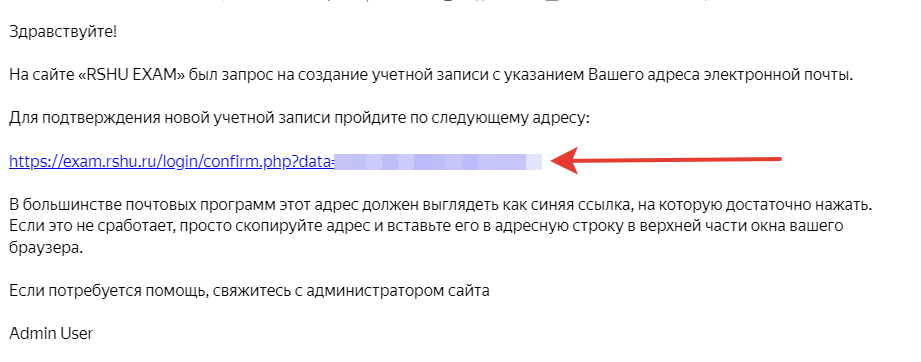 Здравствуйте!
На сайте «RSHU EXAM» был запрос на создание учетной записи с указанием Вашего адреса электронной почты.
Для подтверждения новой учетной записи пройдите по следующему адресу:
https://exam.rshu.ru/login/confirm.php?data=
В большинстве почтовых программ этот адрес должен выглядеть как синяя ссылка, на которую достаточно нажать.
Если это не сработает, просто скопируйте адрес и вставьте его в адресную строку в верхней части окна вашего
браузера.
Если потребуется помощь, свяжитесь с администратором сайта
Admin User